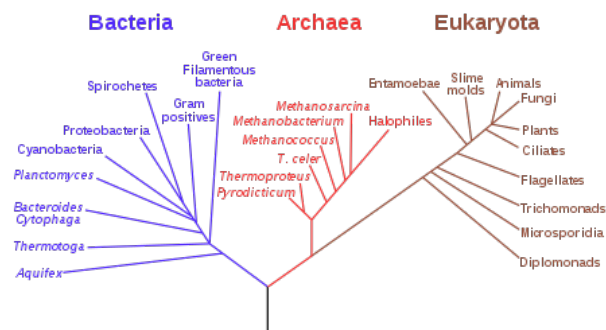 Bacteria
Archaea
Eukaryota
Green
Filamentous
bacteria
Spirochetes
Gram
positives
Proteobacteria
Cyanobacteria
Planctomyces
Bacteroides
Cytophaga
Thermotoga
Aquifex
Methanosarcina
Methanobacterium
Halophiles
Methanococcus
T. celer
Thermoproteus
Pyrodicticum
Entamoebae
Slime
molds
Animals
Fungi
Plants
Ciliates
Flagellates
Trichomonads
Microsporidia
Diplomonads